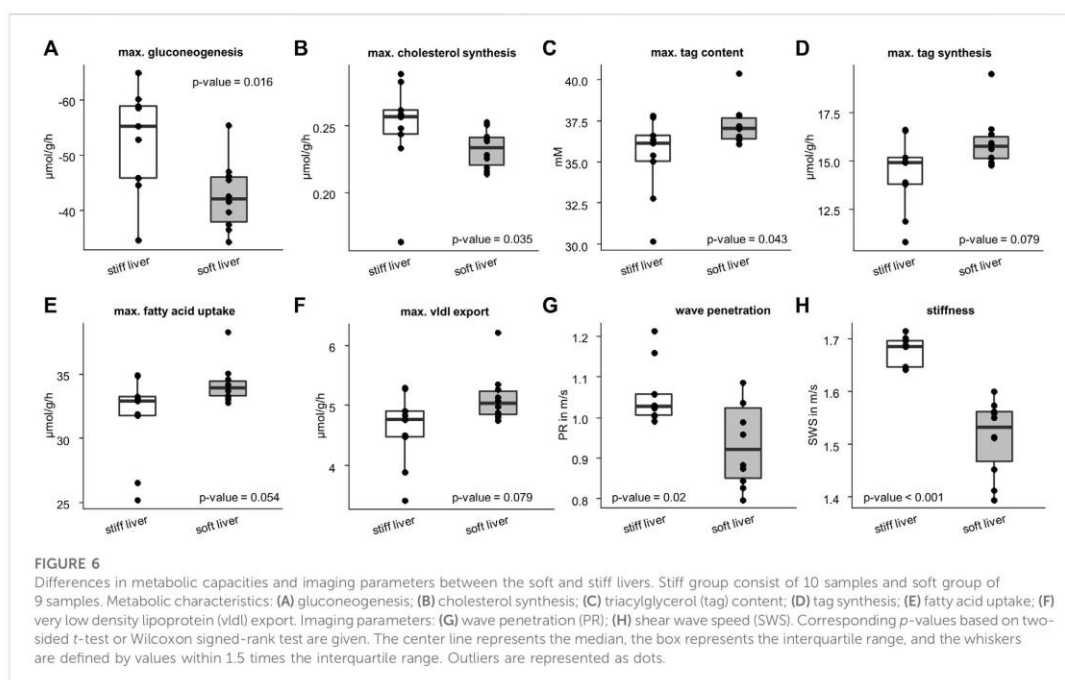 A
max. gluconeogenesis
p-value = 0.016
-60
-50
-40
µmol/g/h
stiff liver
soft liver
B
max. cholesterol synthesis
0.25
0.20
µmol/g/h
p-value = 0.035
stiff liver
soft liver
C
max. tag content
40.0
37.5
35.0
32.5
30.0
mM
p-value = 0.043
stiff liver
soft liver
D
max. tag synthesis
17.5
15.0
12.5
µmol/g/h
p-value = 0.079
stiff liver
soft liver
E
max. fatty acid uptake
35
30
25
µmol/g/h
p-value = 0.054
stiff liver
soft liver
F
max. vldl export
6
5
4
µmol/g/h
p-value = 0.079
stiff liver
soft liver
G
wave penetration
1.2
1.1
1.0
0.9
0.8
PR in m/s
p-value = 0.02
stiff liver
soft liver
H
stiffness
1.7
1.6
1.5
1.4
SWS in m/s
p-value < 0.001
stiff liver
soft liver
FIGURE 6
Differences in metabolic capacities and imaging parameters between the soft and stiff livers. Stiff group consist of 10 samples and soft group of
9 samples. Metabolic characteristics: (A) gluconeogenesis; (B) cholesterol synthesis; (C) triacylglycerol (tag) content; (D) tag synthesis; (E) fatty acid uptake; (F)
very low density lipoprotein (vldl) export. Imaging parameters: (G) wave penetration (PR); (H) shear wave speed (SWS). Corresponding p-values based on two-
sided t-test or Wilcoxon signed-rank test are given. The center line represents the median, the box represents the interquartile range, and the whiskers
are defined by values within 1.5 times the interquartile range. Outliers are represented as dots.